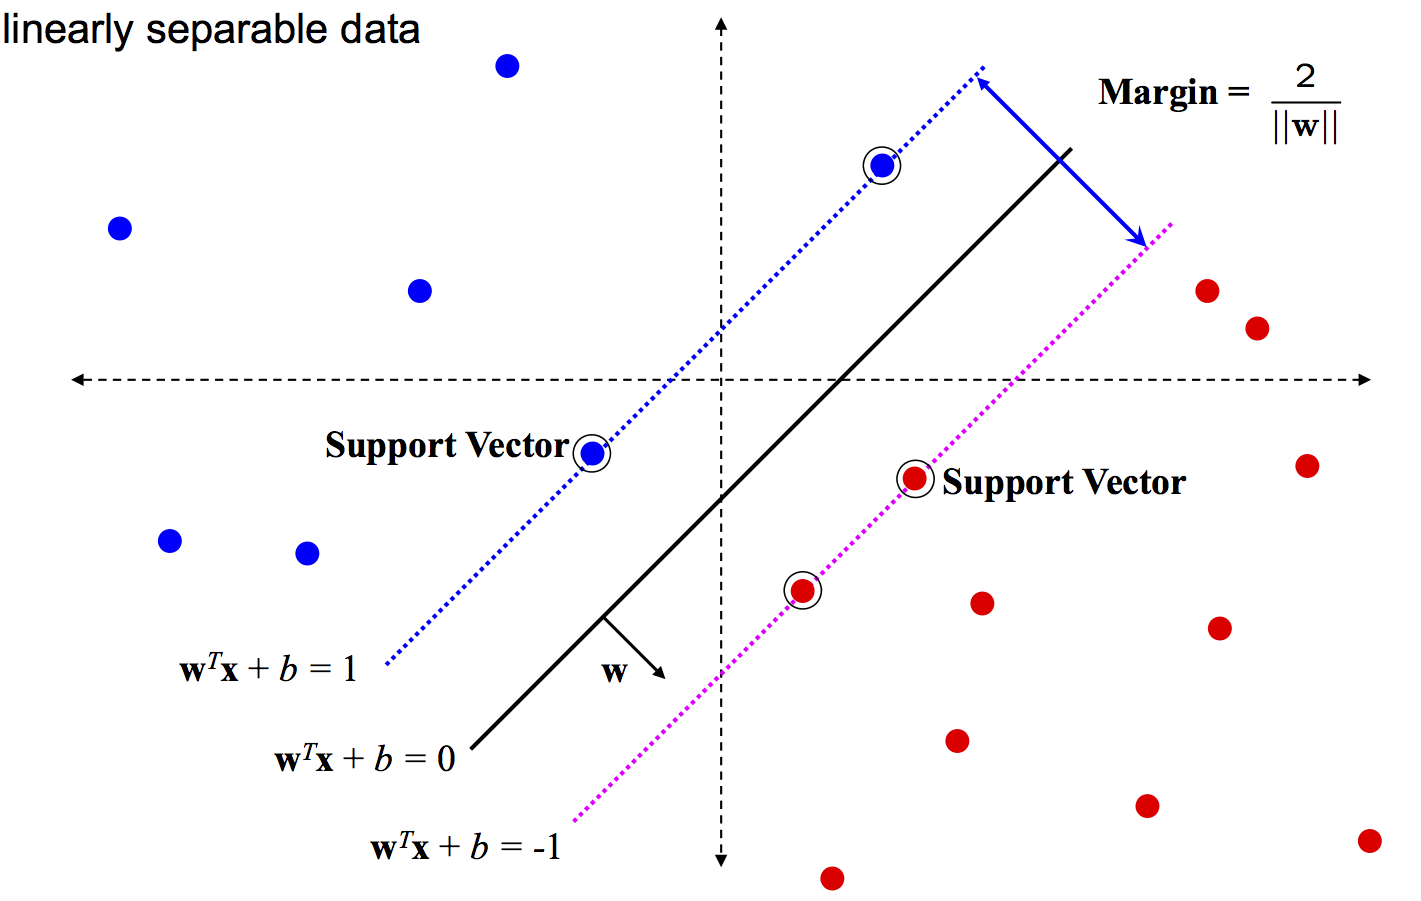 linearly separable data
Margin = 2 / ||w||
Support Vector
Support Vector
w^T x + b = 1
w
w^T x + b = 0
w^T x + b = -1